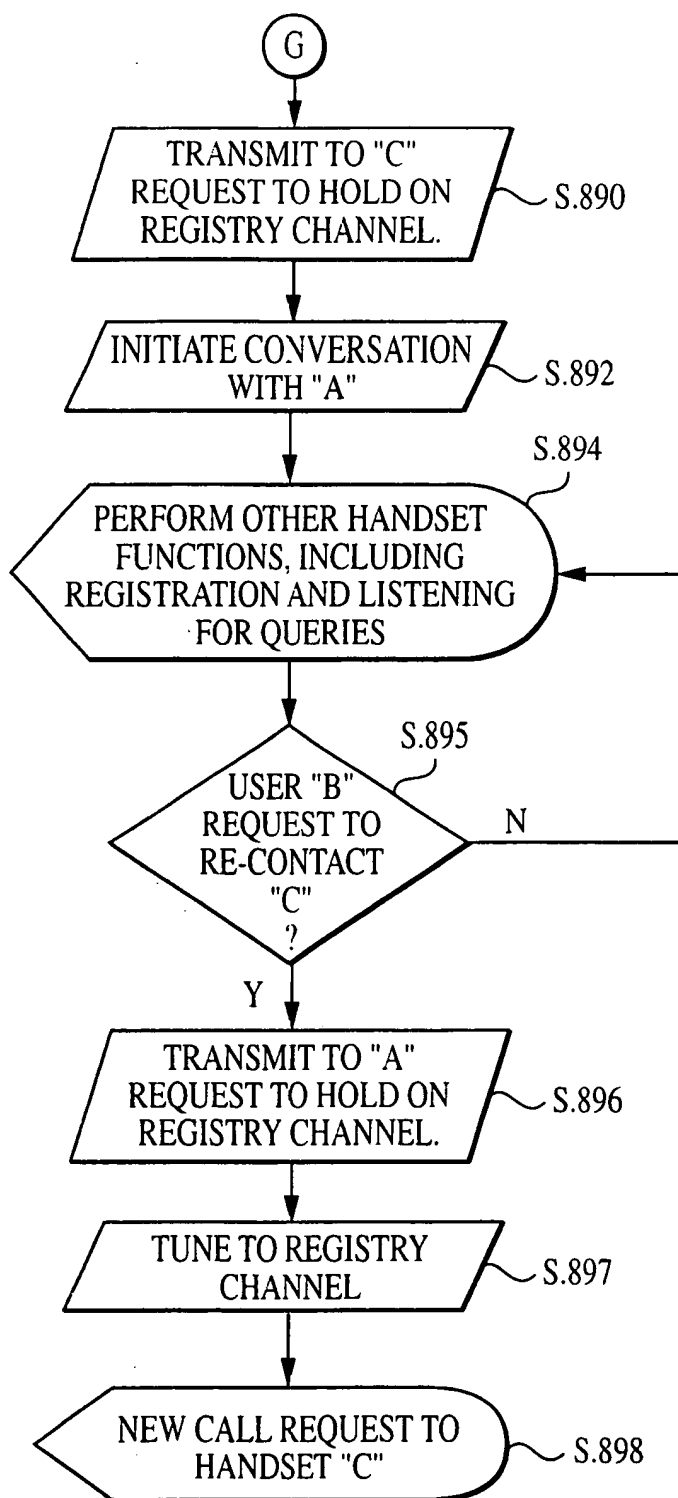 G
TRANSMIT TO "C"
REQUEST TO HOLD ON
REGISTRY CHANNEL.
S.890
INITIATE CONVERSATION
WITH "A"
S.892
S.894
PERFORM OTHER HANDSET
FUNCTIONS, INCLUDING
REGISTRATION AND LISTENING
FOR QUERIES
S.895
USER "B"
REQUEST TO
RE-CONTACT
"C"
?
N
Y
TRANSMIT TO "A"
REQUEST TO HOLD ON
REGISTRY CHANNEL.
S.896
TUNE TO REGISTRY
CHANNEL
S.897
NEW CALL REQUEST TO
HANDSET "C"
S.898